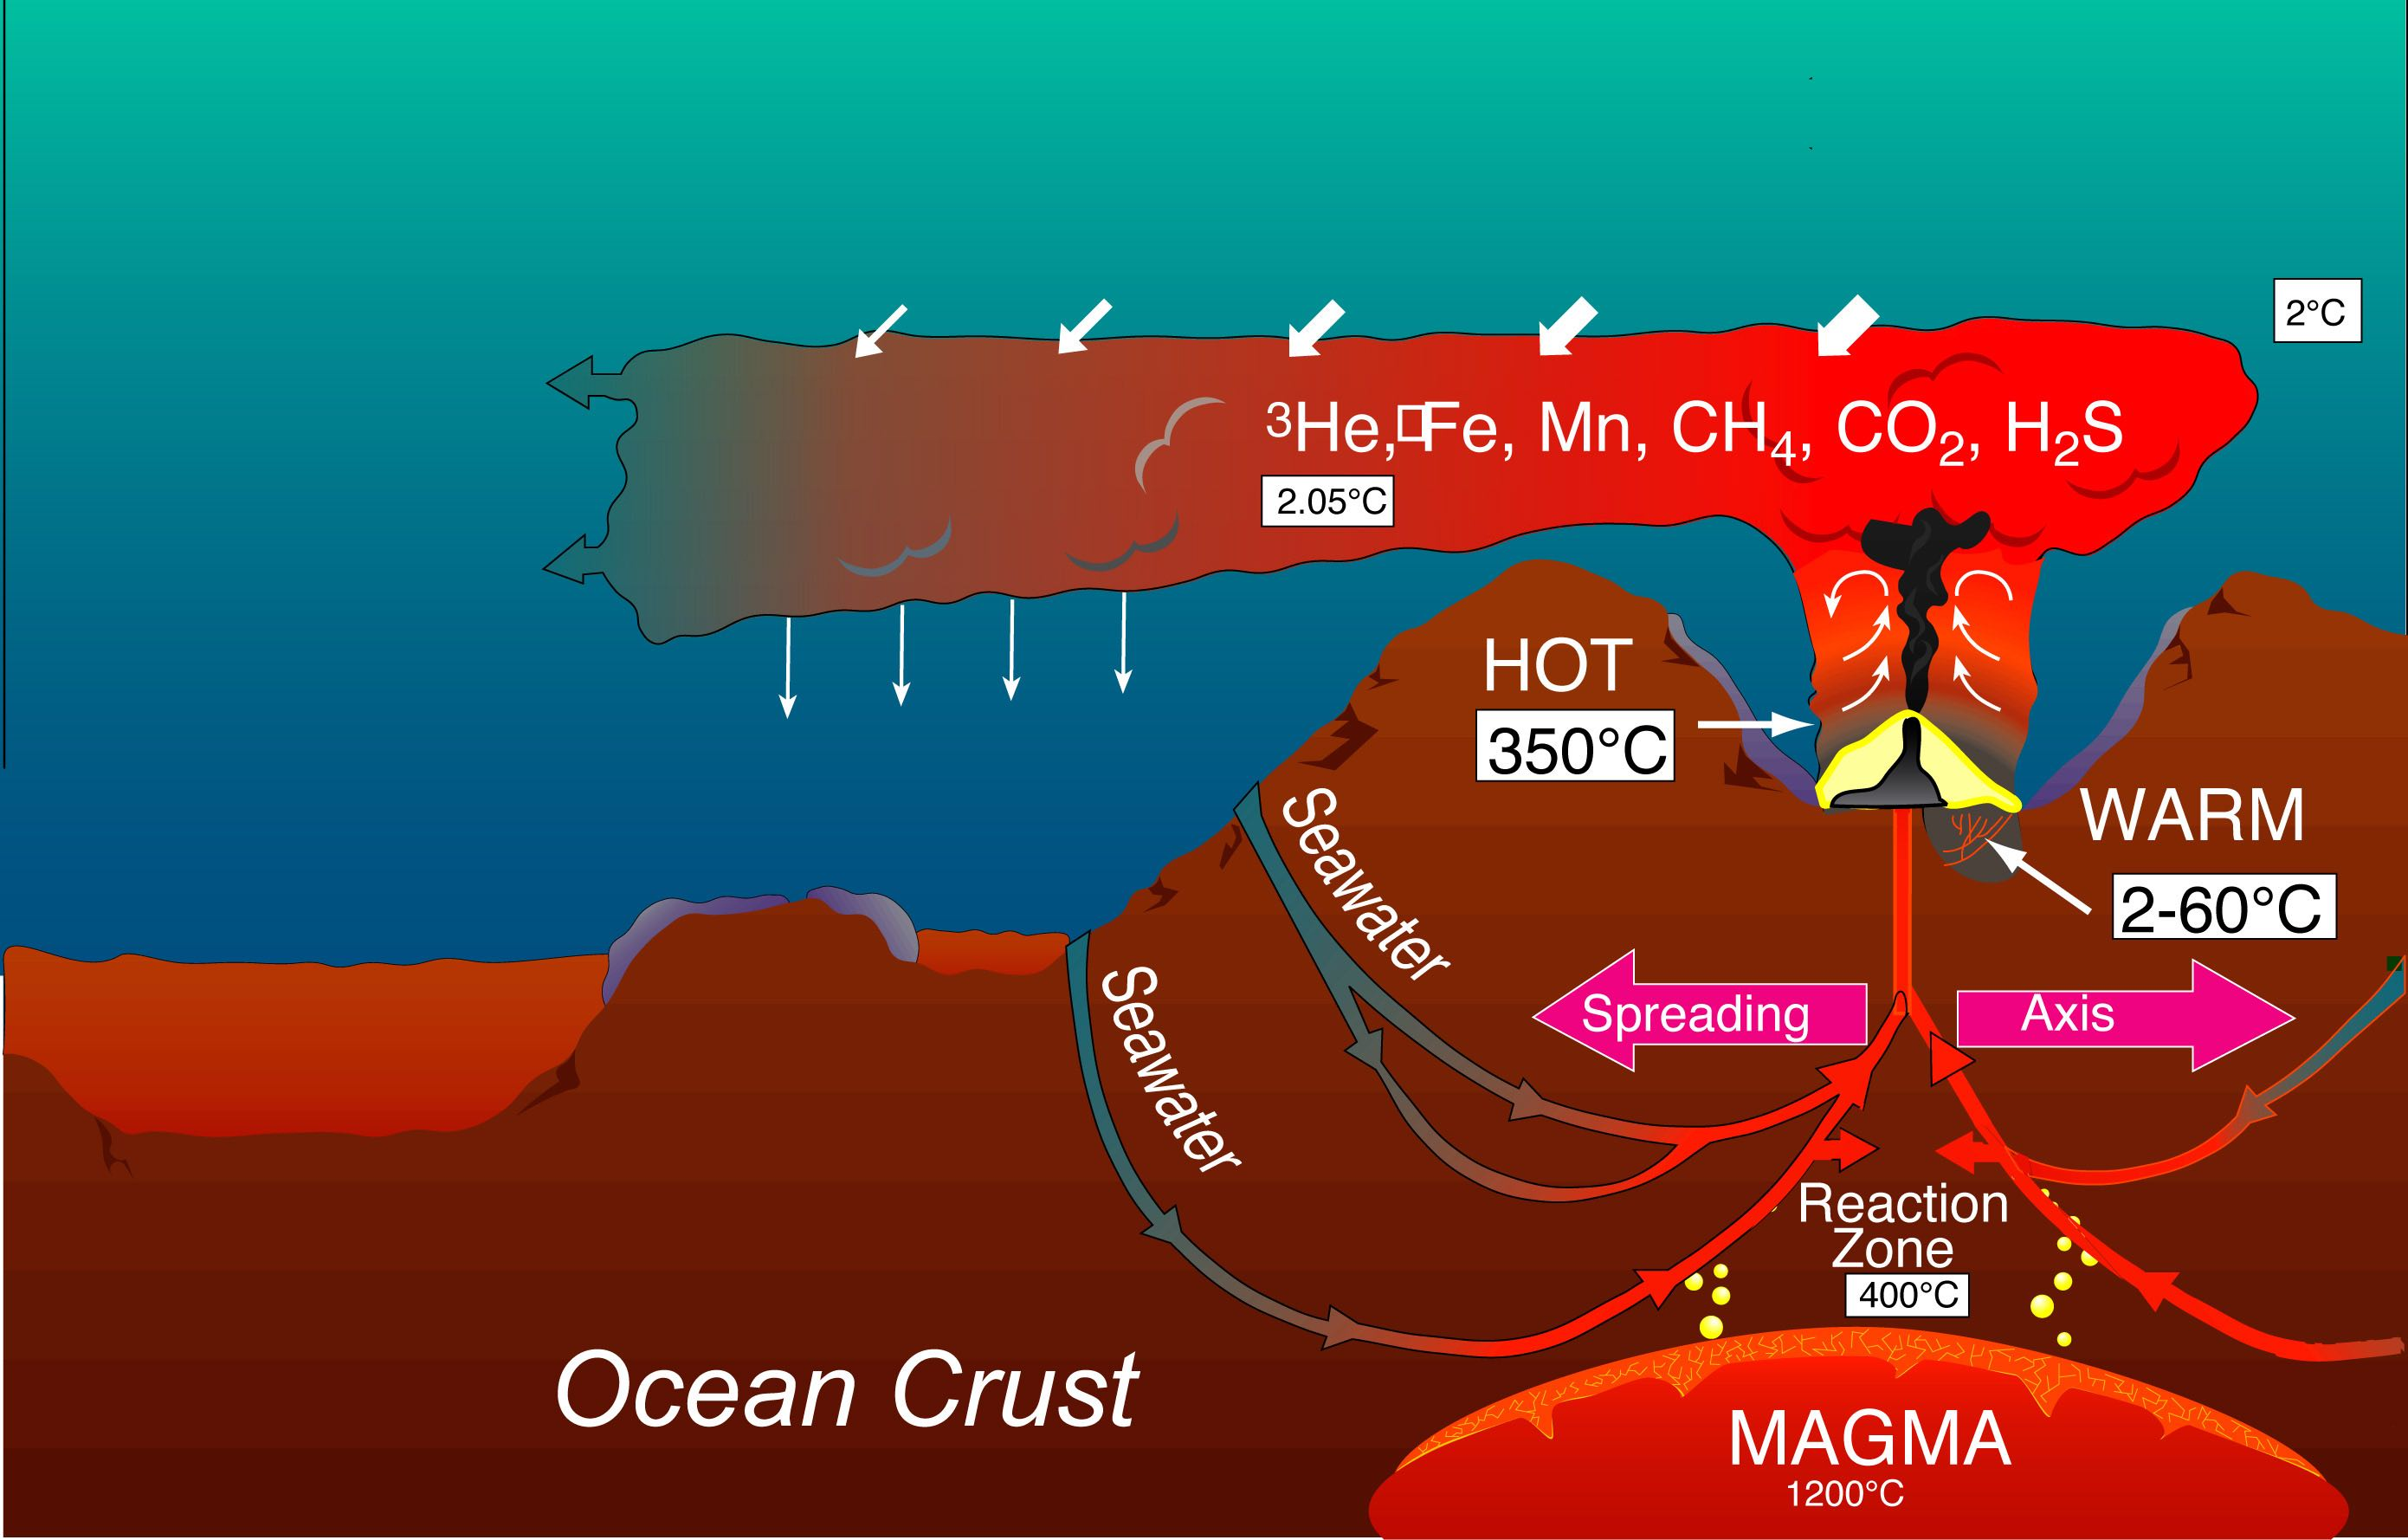 2°C
³He,□Fe, Mn, CH₄, CO₂, H₂S
2.05°C
HOT
350°C
Seawater
WARM
2-60°C
Seawater
Spreading
Axis
Reaction
Zone
400°C
Ocean Crust
MAGMA
1200°C